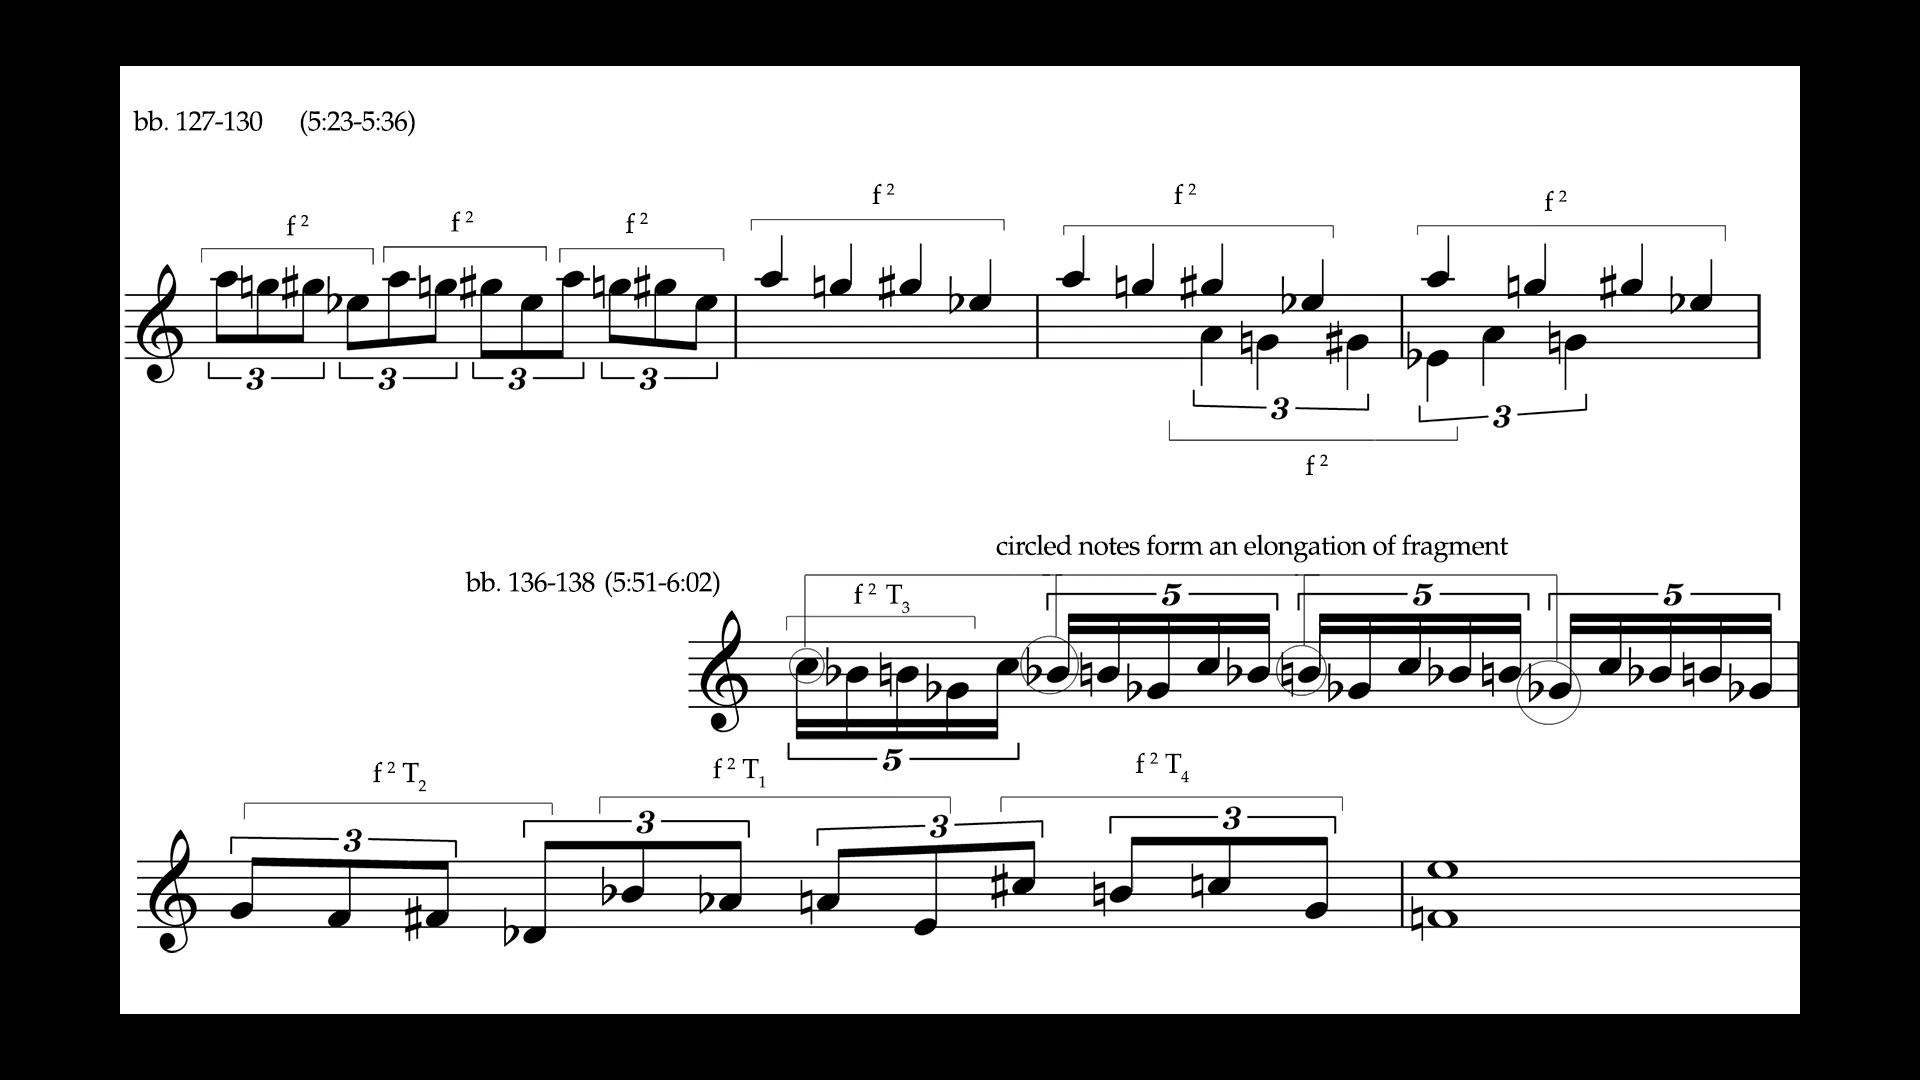 bb. 127-130 (5:23-5:36)
f 2 f 2 f 2 f 2 f 2 f 2
3 3 3 3 3 3
f 2
circled notes form an elongation of fragment
bb. 136-138 (5:51-6:02)
f 2 T3 5 5 5
5
f 2 T2 f 2 T1 f 2 T4
3 3 3 3